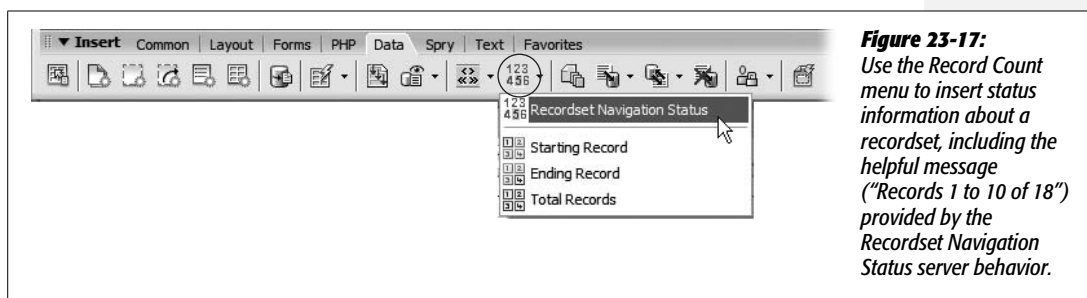 ▼ Insert Common Layout Forms PHP Data Spry Text Favorites
123
456
123
456 Recordset Navigation Status
Starting Record
Ending Record
Total Records
Figure 23-17:
Use the Record Count
menu to insert status
information about a
recordset, including the
helpful message
(“Records 1 to 10 of 18”)
provided by the
Recordset Navigation
Status server behavior.